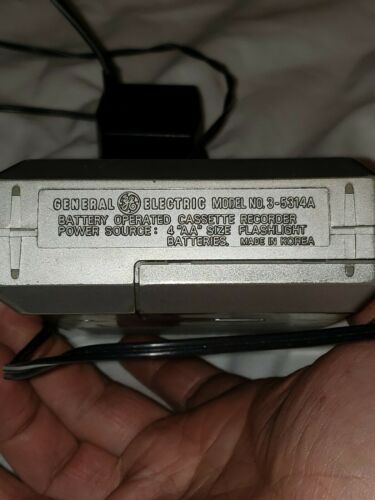 GENERAL GE ELECTRIC MODEL NO. 3-5314A
BATTERY OPERATED CASSETTE RECORDER
POWER SOURCE: 4 "AA" SIZE FLASHLIGHT
BATTERIES. MADE IN KOREA